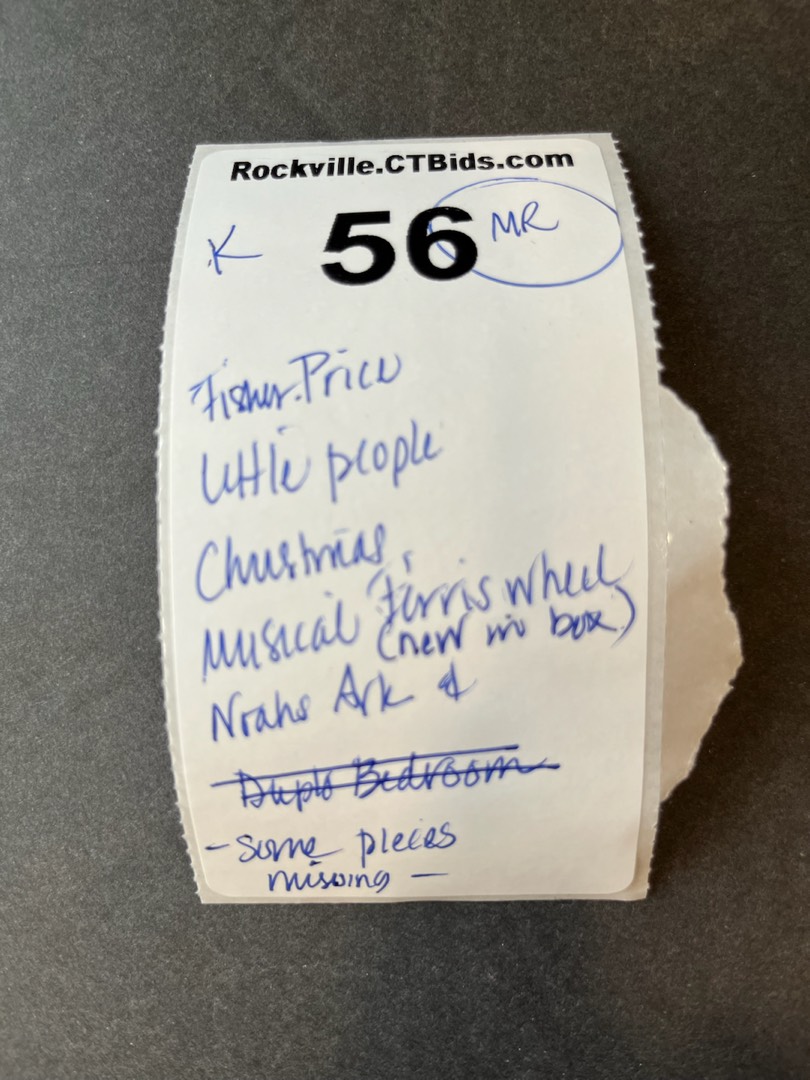 Rockville.CTBids.com
K 56 MR
Fisher.Price
Little people
Christmas
Musical Ferris wheel
(new in box)
Noahs Ark &
Duplo Bedroom
- some pieces
missing -